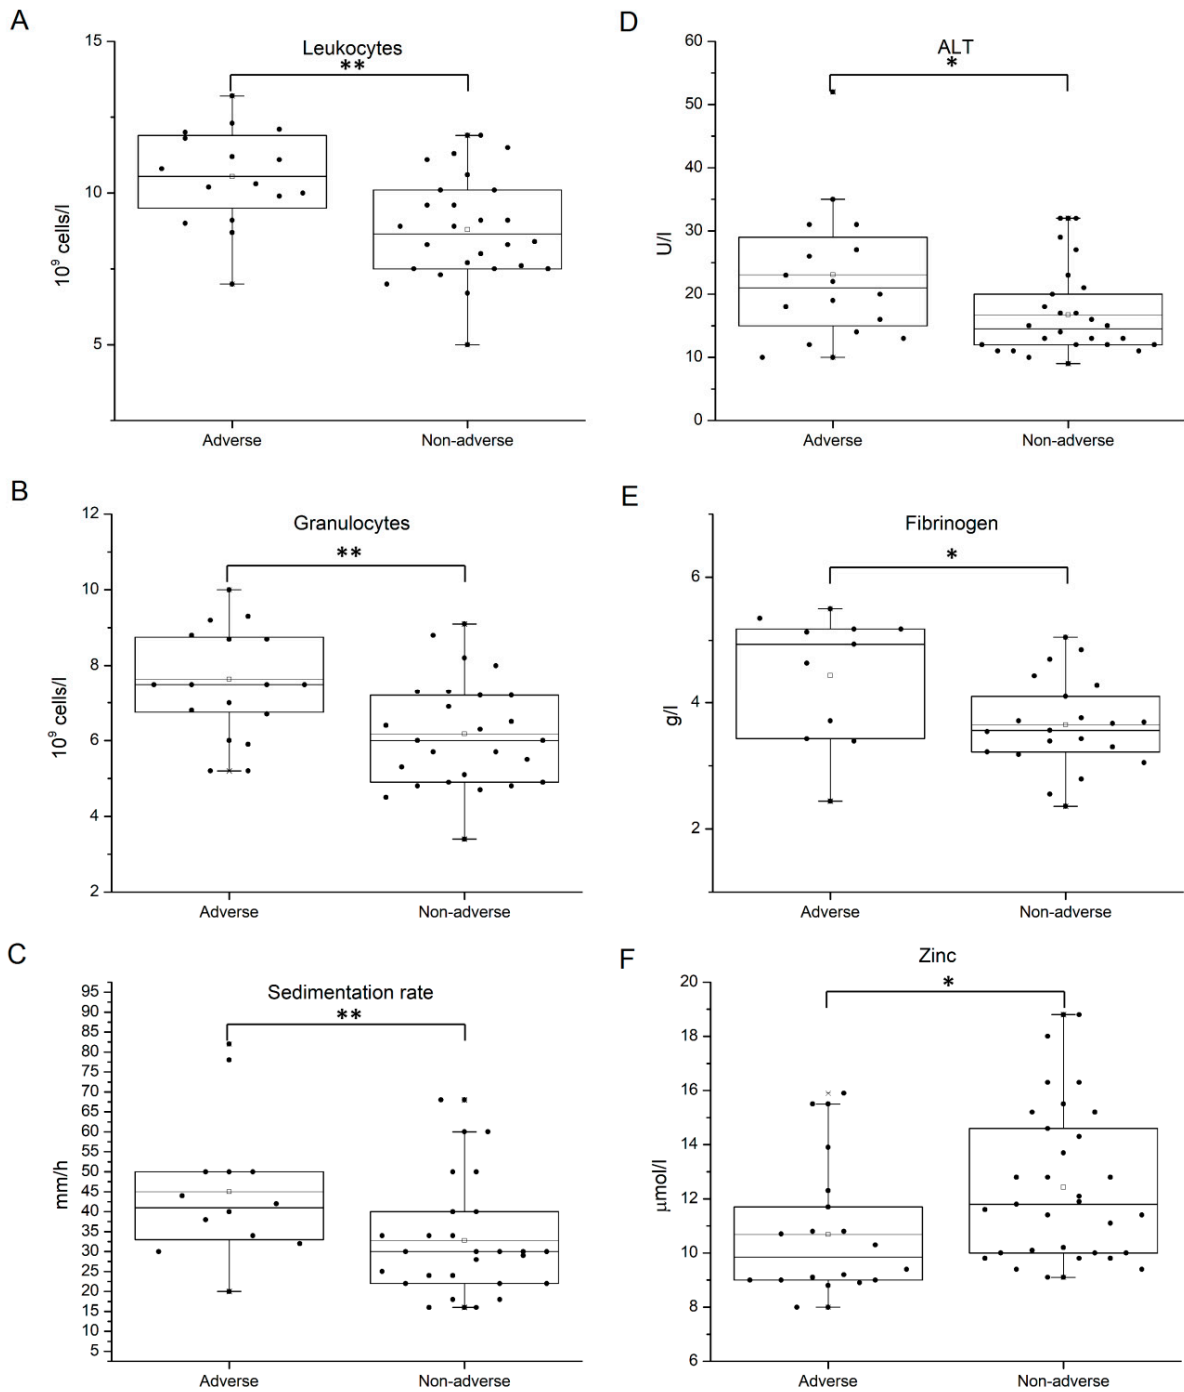 A
Leukocytes
**
15
10
5
10⁹ cells/l
Adverse
Non-adverse
D
ALT
*
60
50
40
30
20
10
0
U/l
Adverse
Non-adverse
B
Granulocytes
**
12
10
8
6
4
2
10⁹ cells/l
Adverse
Non-adverse
E
Fibrinogen
*
6
4
2
g/l
Adverse
Non-adverse
C
Sedimentation rate
**
95
90
85
80
75
70
65
60
55
50
45
40
35
30
25
20
15
10
5
mm/h
Adverse
Non-adverse
F
Zinc
*
20
18
16
14
12
10
8
6
µmol/l
Adverse
Non-adverse